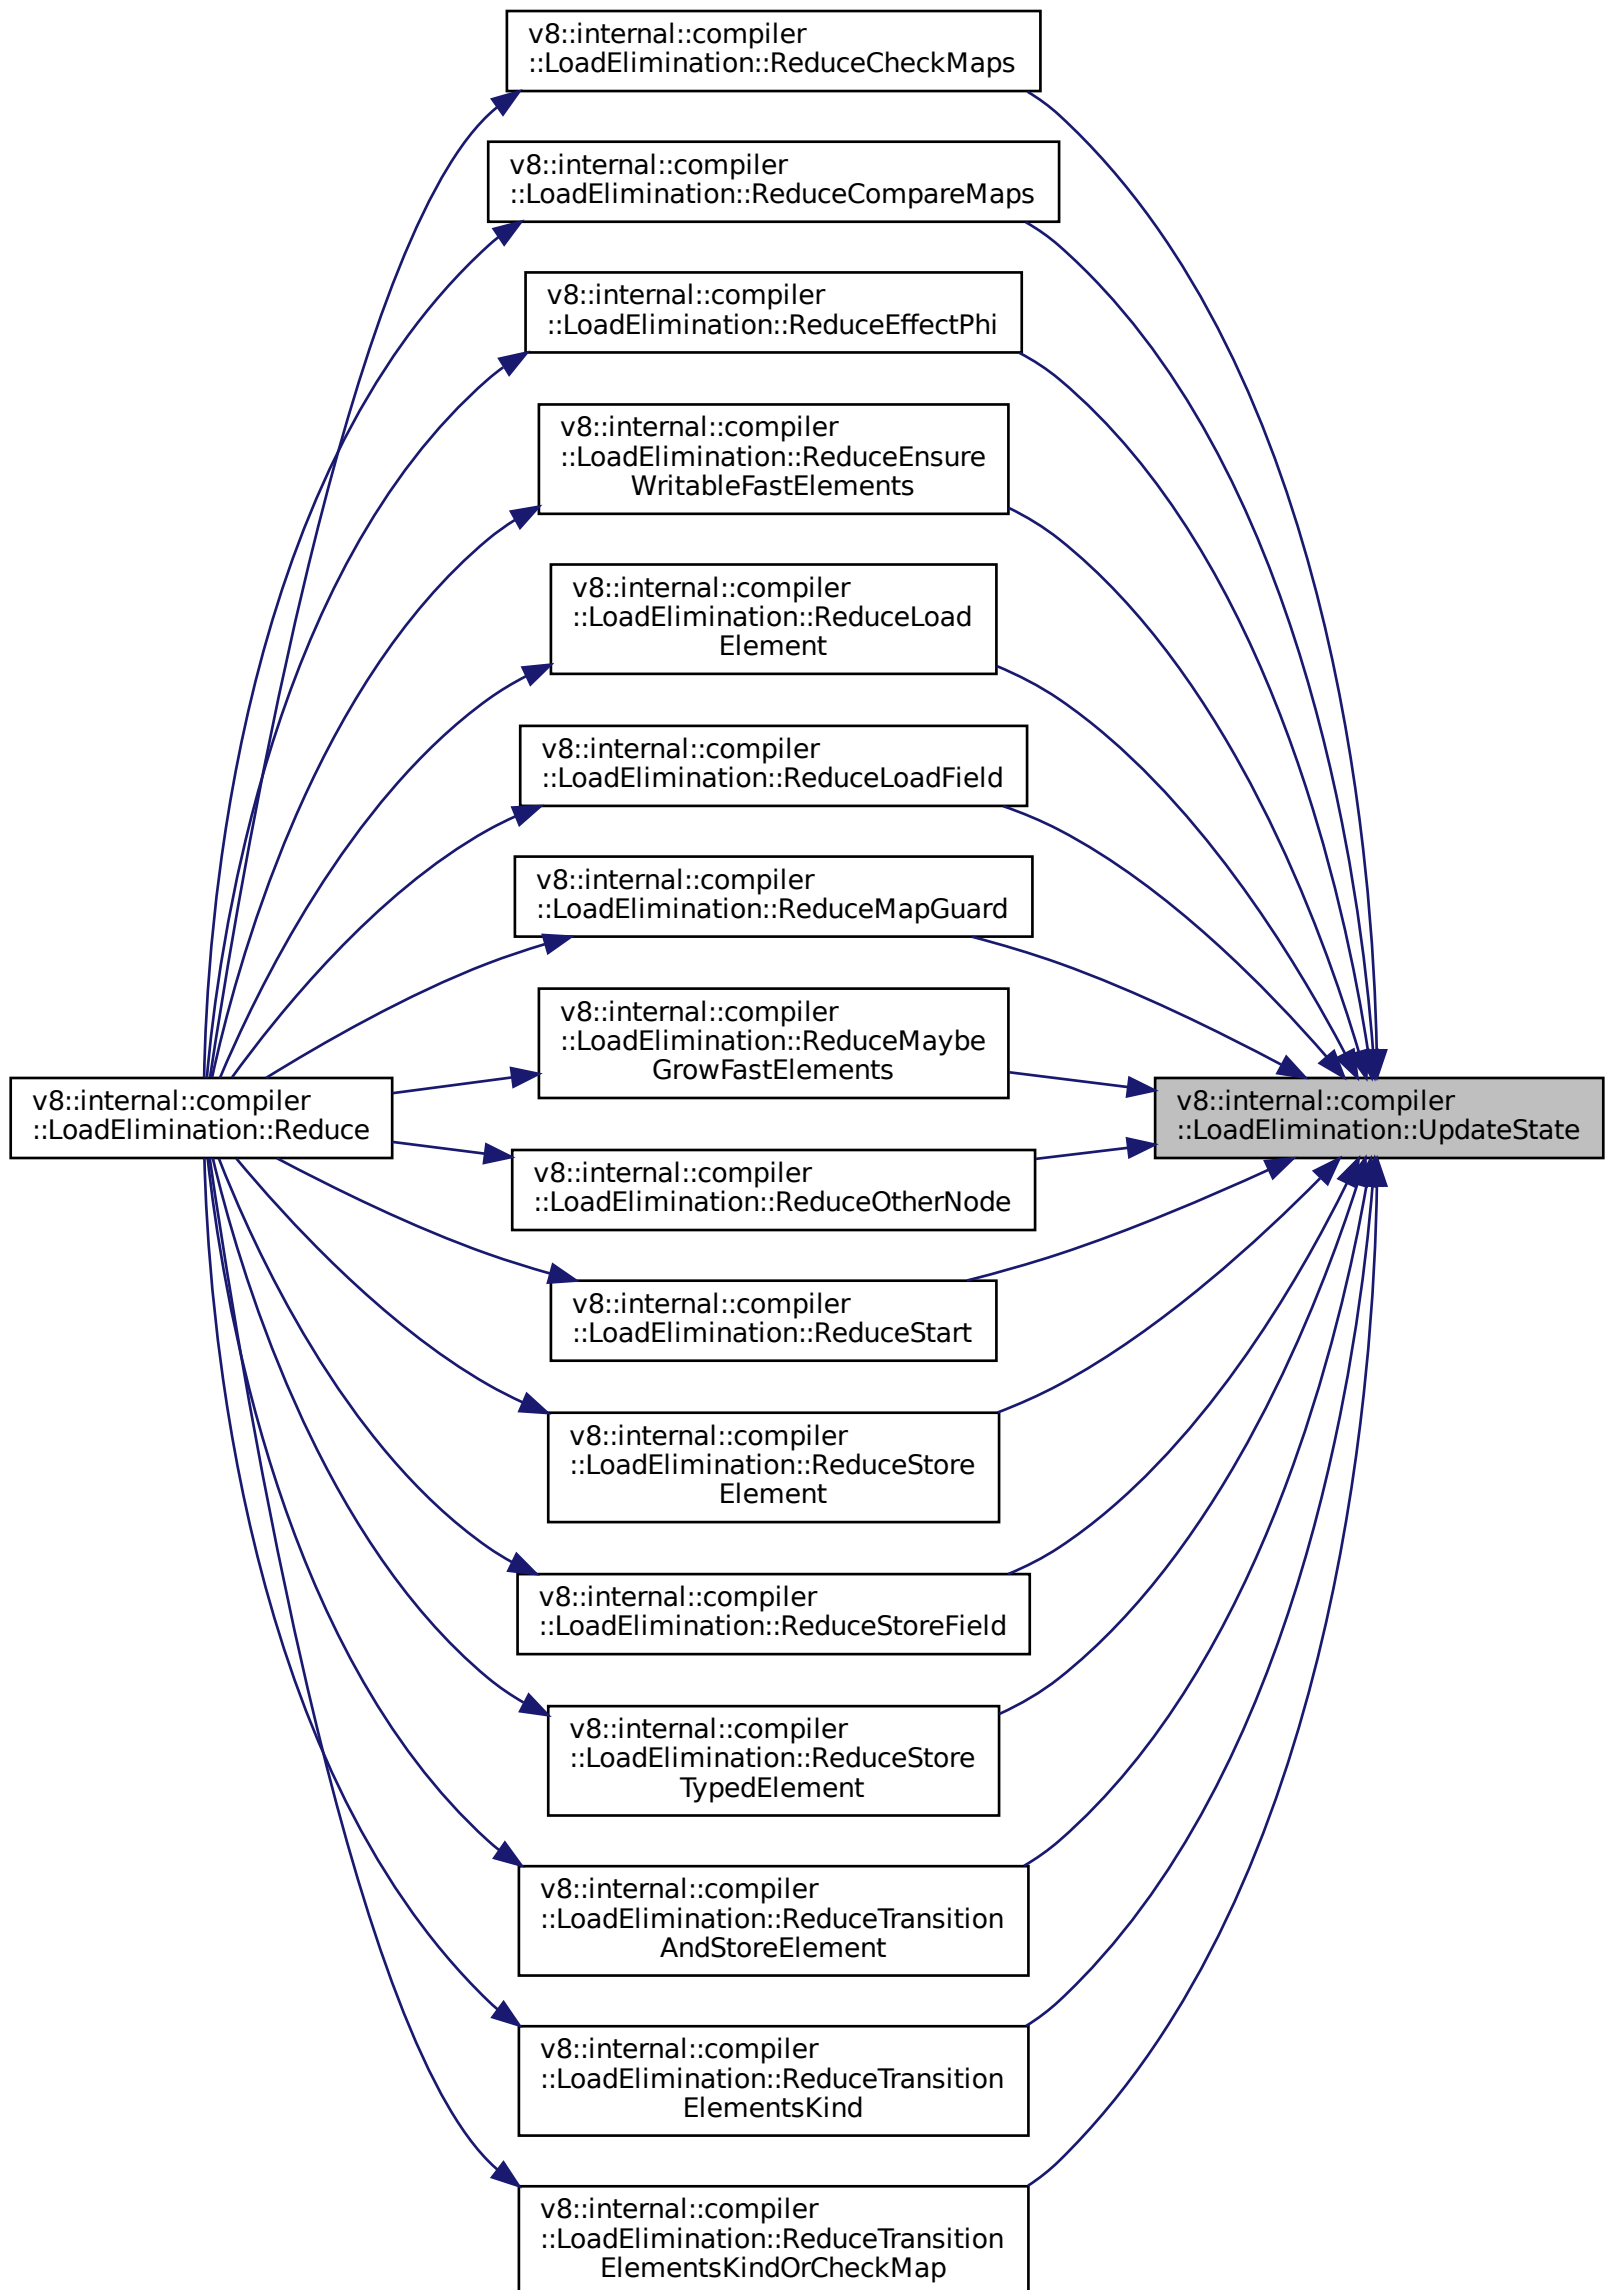 v8::internal::compiler
::LoadElimination::ReduceCheckMaps
v8::internal::compiler
::LoadElimination::ReduceCompareMaps
v8::internal::compiler
::LoadElimination::ReduceEffectPhi
v8::internal::compiler
::LoadElimination::ReduceEnsure
WritableFastElements
v8::internal::compiler
::LoadElimination::ReduceLoad
Element
v8::internal::compiler
::LoadElimination::ReduceLoadField
v8::internal::compiler
::LoadElimination::ReduceMapGuard
v8::internal::compiler
::LoadElimination::ReduceMaybe
GrowFastElements
v8::internal::compiler
::LoadElimination::Reduce
v8::internal::compiler
::LoadElimination::UpdateState
v8::internal::compiler
::LoadElimination::ReduceOtherNode
v8::internal::compiler
::LoadElimination::ReduceStart
v8::internal::compiler
::LoadElimination::ReduceStore
Element
v8::internal::compiler
::LoadElimination::ReduceStoreField
v8::internal::compiler
::LoadElimination::ReduceStore
TypedElement
v8::internal::compiler
::LoadElimination::ReduceTransition
AndStoreElement
v8::internal::compiler
::LoadElimination::ReduceTransition
ElementsKind
v8::internal::compiler
::LoadElimination::ReduceTransition
ElementsKindOrCheckMap